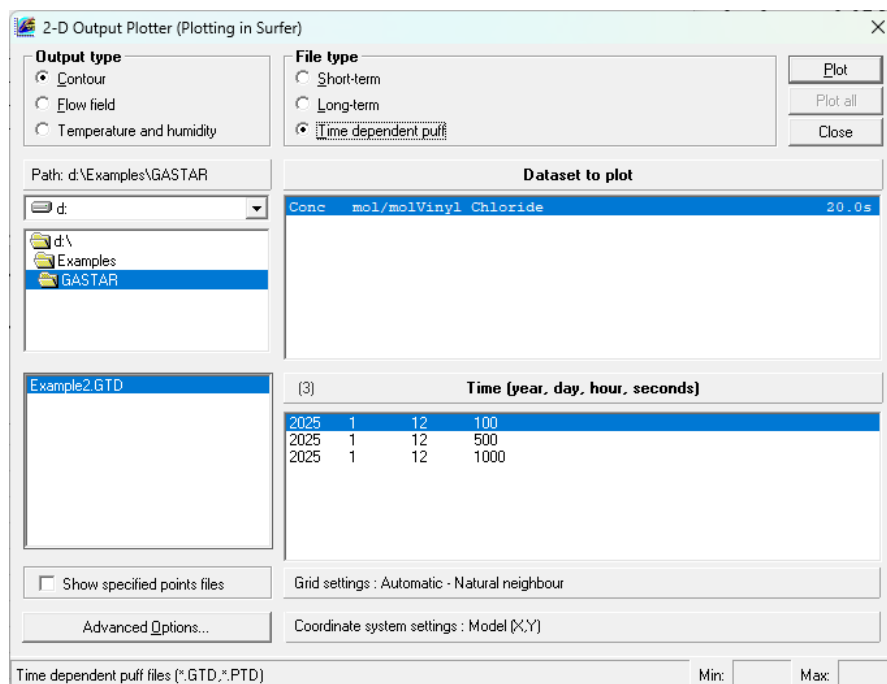 2-D Output Plotter (Plotting in Surfer)
Output type
Contour
Flow field
Temperature and humidity
File type
Short-term
Long-term
Time dependent puff
Plot
Plot all
Close
Path: d:\Examples\GASTAR
d:
d:\
Examples
GASTAR
Dataset to plot
Conc mol/molVinyl Chloride 20.0s
Example2.GTD
(3) Time (year, day, hour, seconds)
2025 1 12 100
2025 1 12 500
2025 1 12 1000
Show specified points files
Grid settings : Automatic - Natural neighbour
Advanced Options...
Coordinate system settings : Model (X,Y)
Time dependent puff files (*.GTD,*.PTD)
Min:
Max: